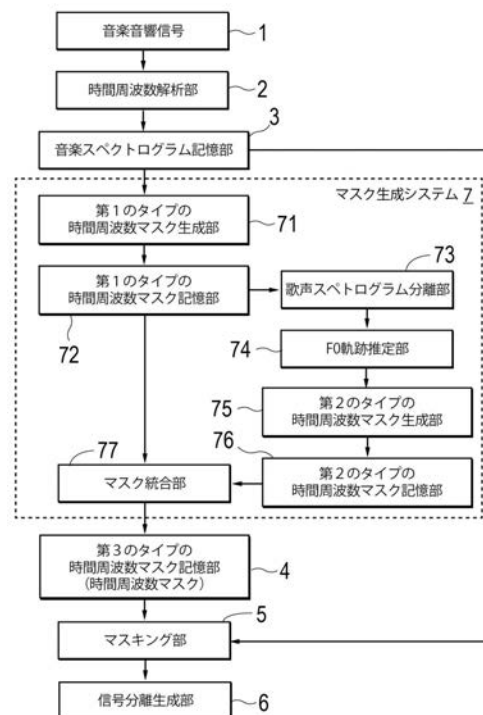 音楽音響信号
1
時間周波数解析部
2
3
音楽スペクトログラム記憶部
マスク生成システム 7
第1のタイプの
時間周波数マスク生成部
71
73
第1のタイプの
時間周波数マスク記憶部
歌声スペトログラム分離部
72
74
F0軌跡推定部
75
第2のタイプの
時間周波数マスク生成部
77
76
マスク統合部
第2のタイプの
時間周波数マスク記憶部
第3のタイプの
時間周波数マスク記憶部
(時間周波数マスク)
4
5
マスキング部
信号分離生成部
6